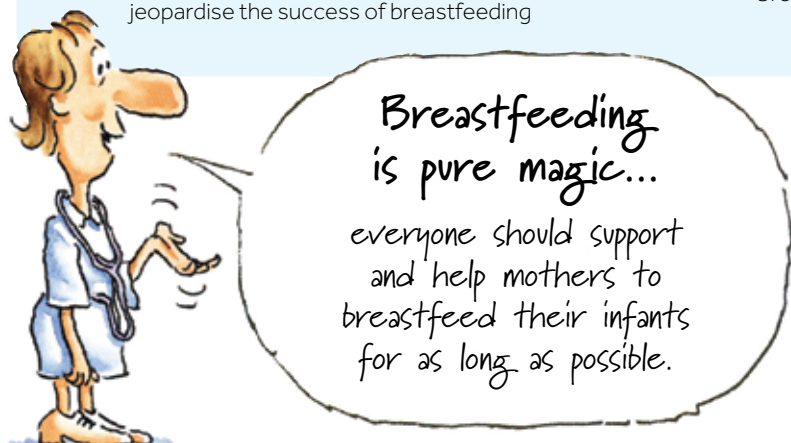 jeopardise the success of breastfeeding
Breastfeeding
is pure magic...
everyone should support
and help mothers to
breastfeed their infants
for as long as possible.